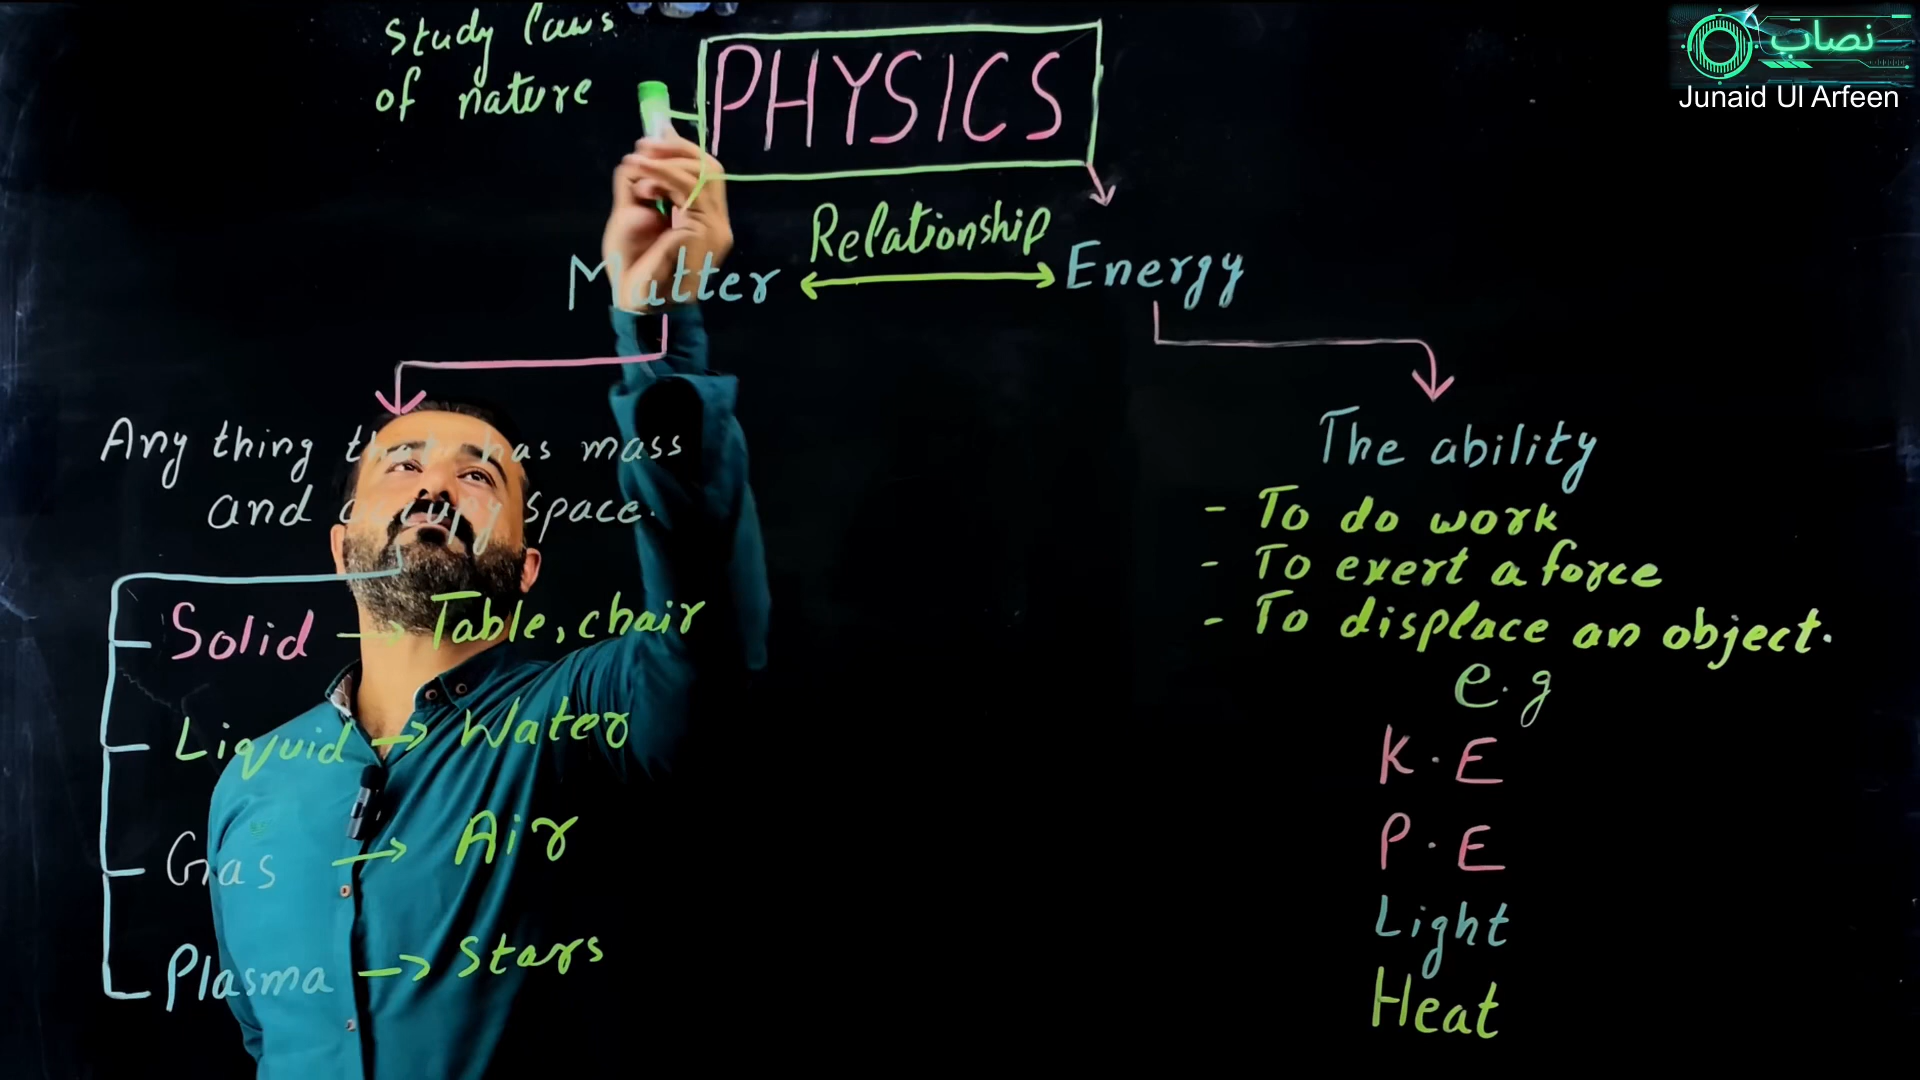 Study laws
of nature
PHYSICS
نصاب
Junaid Ul Arfeen
Relationship
Matter
Energy
Any thing that has mass
and occupy space.
Solid → Table, chair
Liquid → Water
Gas → Air
Plasma → Stars
The ability
- To do work
- To exert a force
- To displace an object.
e.g
K.E
P.E
Light
Heat